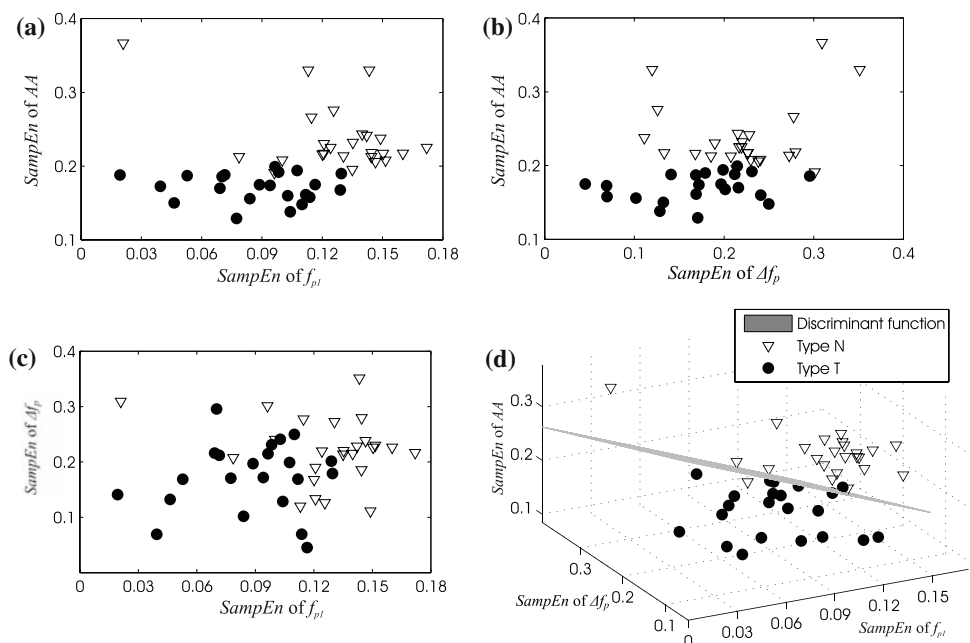 (a)
0.4
0.3
0.2
0.1
SampEn of AA
0 0.03 0.06 0.09 0.12 0.15 0.18
SampEn of fp1
(b)
0.4
0.3
0.2
0.1
SampEn of AA
0 0.1 0.2 0.3 0.4
SampEn of Δfp
(c)
0.4
0.3
0.2
0.1
SampEn of Δfp
0 0.03 0.06 0.09 0.12 0.15 0.18
SampEn of fp1
(d)
Discriminant function
Type N
Type T
0.3
0.2
0.1
SampEn of AA
0.3
0.2
0.1
SampEn of Δfp
0 0.03 0.06 0.09 0.12 0.15
SampEn of fp1